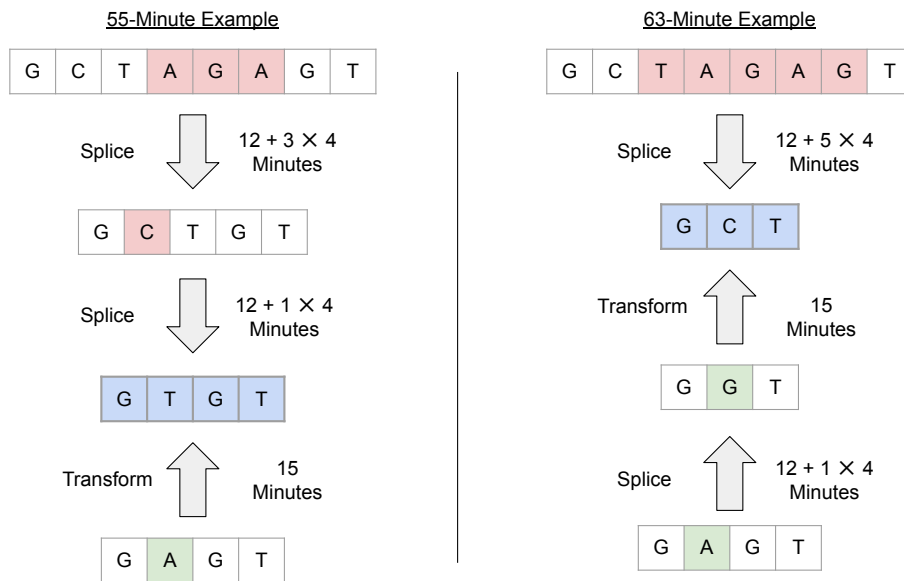 55-Minute Example
G C T A G A G T
Splice
12 + 3 × 4
Minutes
G C T G T
Splice
12 + 1 × 4
Minutes
G T G T
Transform
15
Minutes
G A G T
63-Minute Example
G C T A G A G T
Splice
12 + 5 × 4
Minutes
G C T
Transform
15
Minutes
G G T
Splice
12 + 1 × 4
Minutes
G A G T